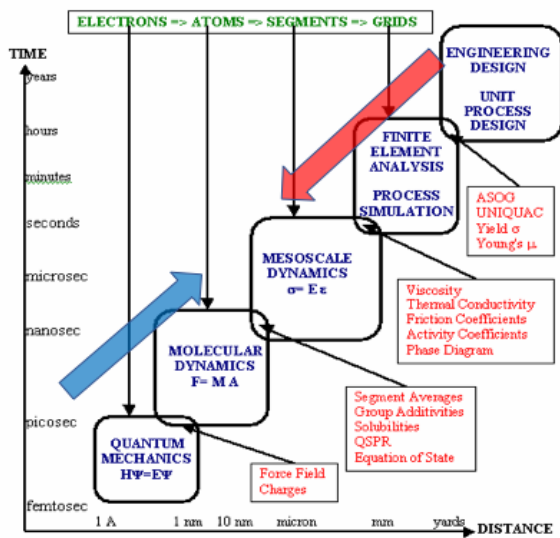 ELECTRONS => ATOMS => SEGMENTS => GRIDS
TIME
years
hours
minutes
seconds
microsec
nanosec
picosec
femtosec
ENGINEERING
DESIGN
UNIT
PROCESS
DESIGN
FINITE
ELEMENT
ANALYSIS
PROCESS
SIMULATION
ASOG
UNIQUAC
Yield σ
Young's μ
MESOSCALE
DYNAMICS
σ= E ε
Viscosity
Thermal Conductivity
Friction Coefficients
Activity Coefficients
Phase Diagram
MOLECULAR
DYNAMICS
F= M A
Segment Averages
Group Additivities
Solubilities
QSPR
Equation of State
QUANTUM
MECHANICS
HΨ=EΨ
Force Field
Charges
1 A 1 nm 10 nm micron mm yards
DISTANCE